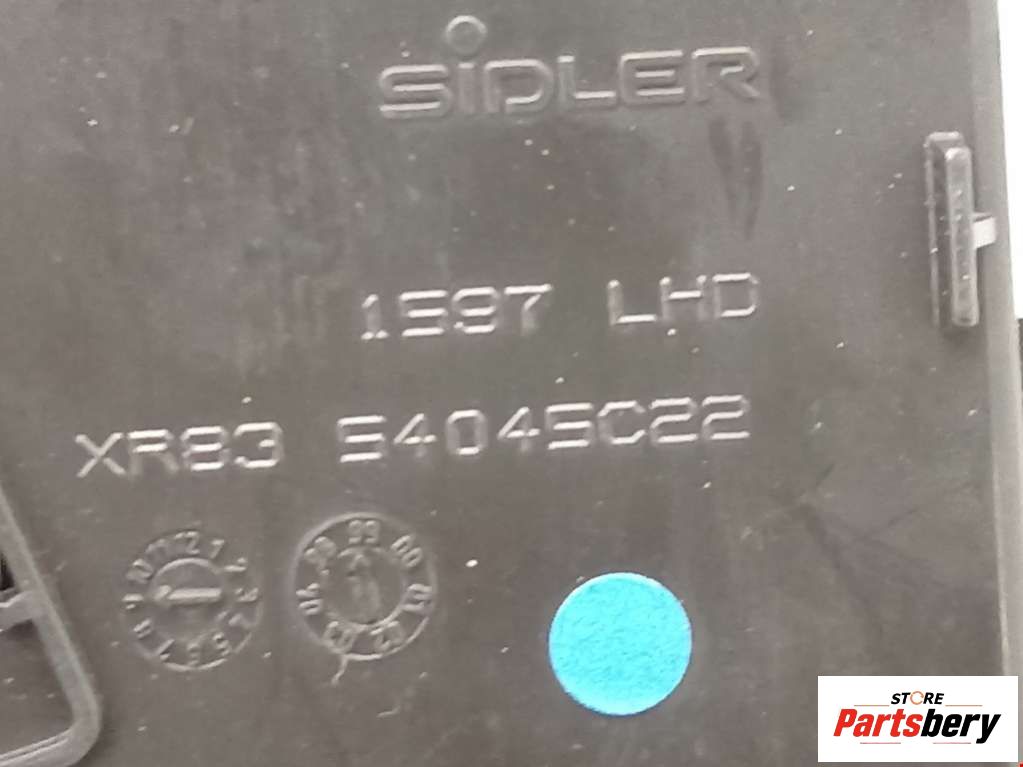 SiDLER
1597 LHD
XR83 54045C22
STORE
Partsbery